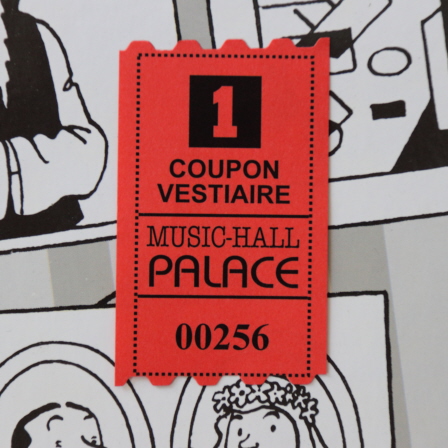 1
COUPON
VESTIAIRE
MUSIC-HALL
PALACE
00256